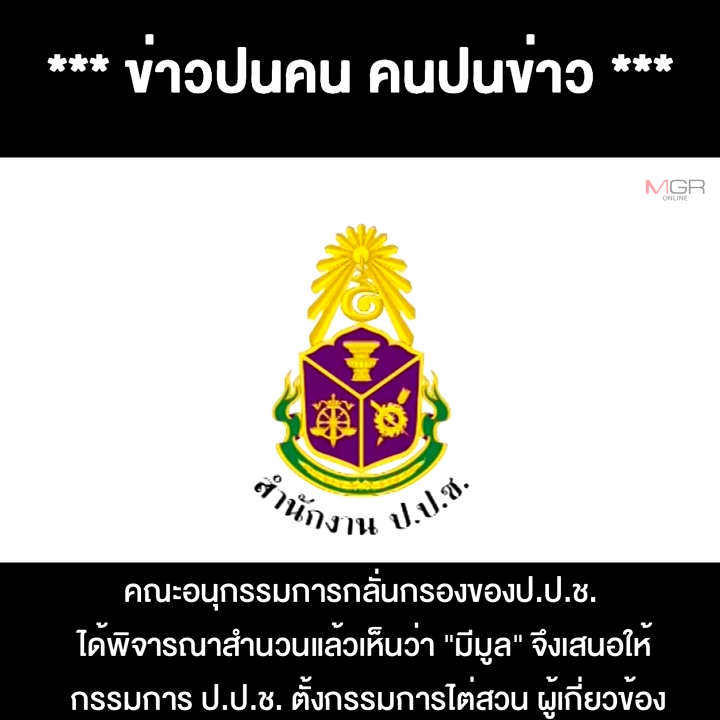 *** ข่าวปนคน คนปนข่าว ***
MGR
ONLINE
สำนักงาน ป.ป.ช.
คณะอนุกรรมการกลั่นกรองของป.ป.ช.
ได้พิจารณาสำนวนแล้วเห็นว่า "มีมูล" จึงเสนอให้
กรรมการ ป.ป.ช. ตั้งกรรมการไต่สวน ผู้เกี่ยวข้อง